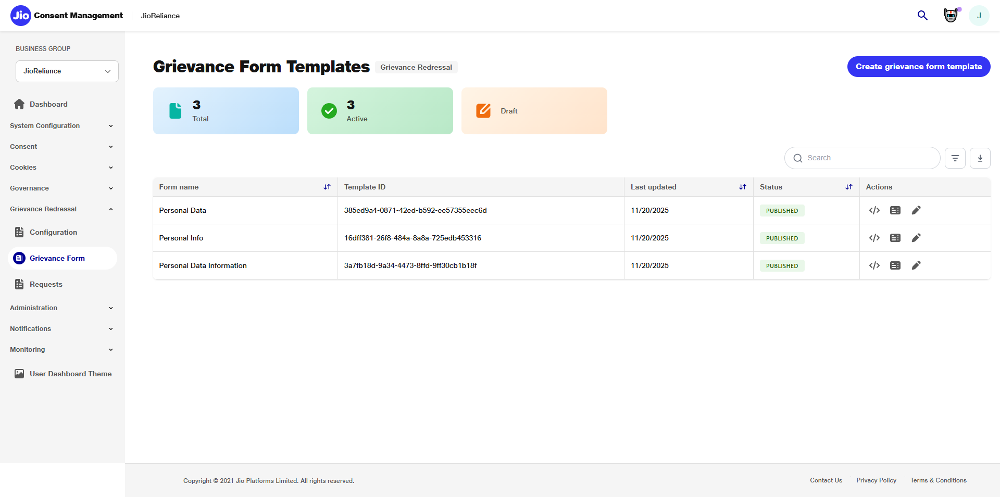 Jio Consent Management JioReliance J
BUSINESS GROUP
JioReliance
Dashboard
System Configuration
Consent
Cookies
Governance
Grievance Redressal
Configuration
Grievance Form
Requests
Administration
Notifications
Monitoring
User Dashboard Theme
Grievance Form Templates Grievance Redressal Create grievance form template
3
Total
3
Active
Draft
Search
Form name Template ID Last updated Status Actions
Personal Data 385ed9a4-0871-42ed-b592-ee57355eec6d 11/20/2025 PUBLISHED
Personal Info 16dff381-26f8-484a-8a8a-725edb453316 11/20/2025 PUBLISHED
Personal Data Information 3a7fb18d-9a34-4473-8ffd-9ff30cb1b18f 11/20/2025 PUBLISHED
Copyright © 2021 Jio Platforms Limited. All rights reserved. Contact Us Privacy Policy Terms & Conditions